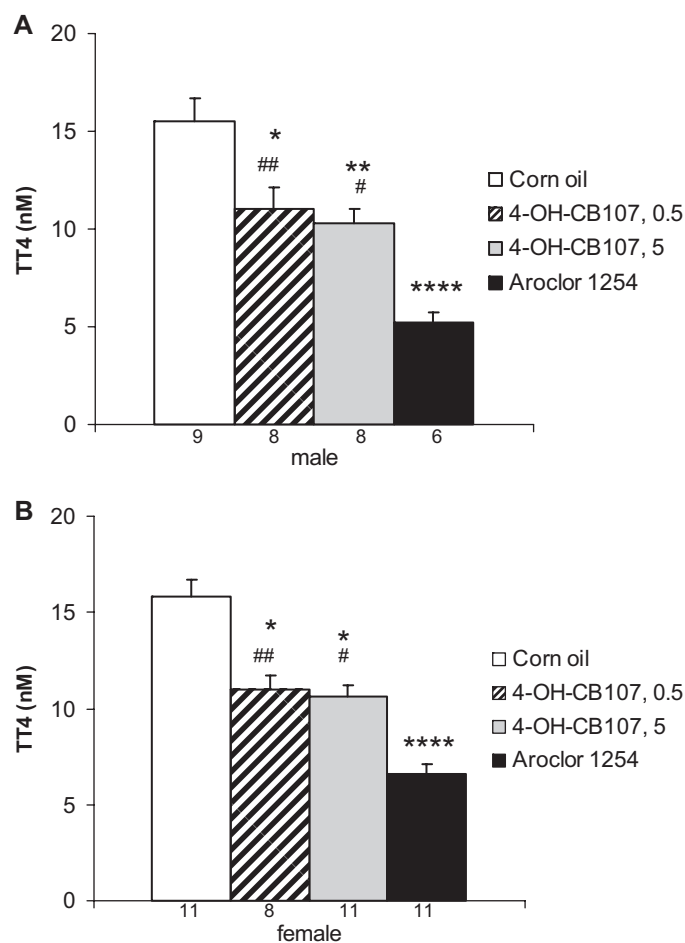 A
20
15
10
5
0
TT4 (nM)
*
##
**
#
****
Corn oil
4-OH-CB107, 0.5
4-OH-CB107, 5
Aroclor 1254
9 8 8 6
male
B
20
15
10
5
0
TT4 (nM)
*
##
*
#
****
Corn oil
4-OH-CB107, 0.5
4-OH-CB107, 5
Aroclor 1254
11 8 11 11
female